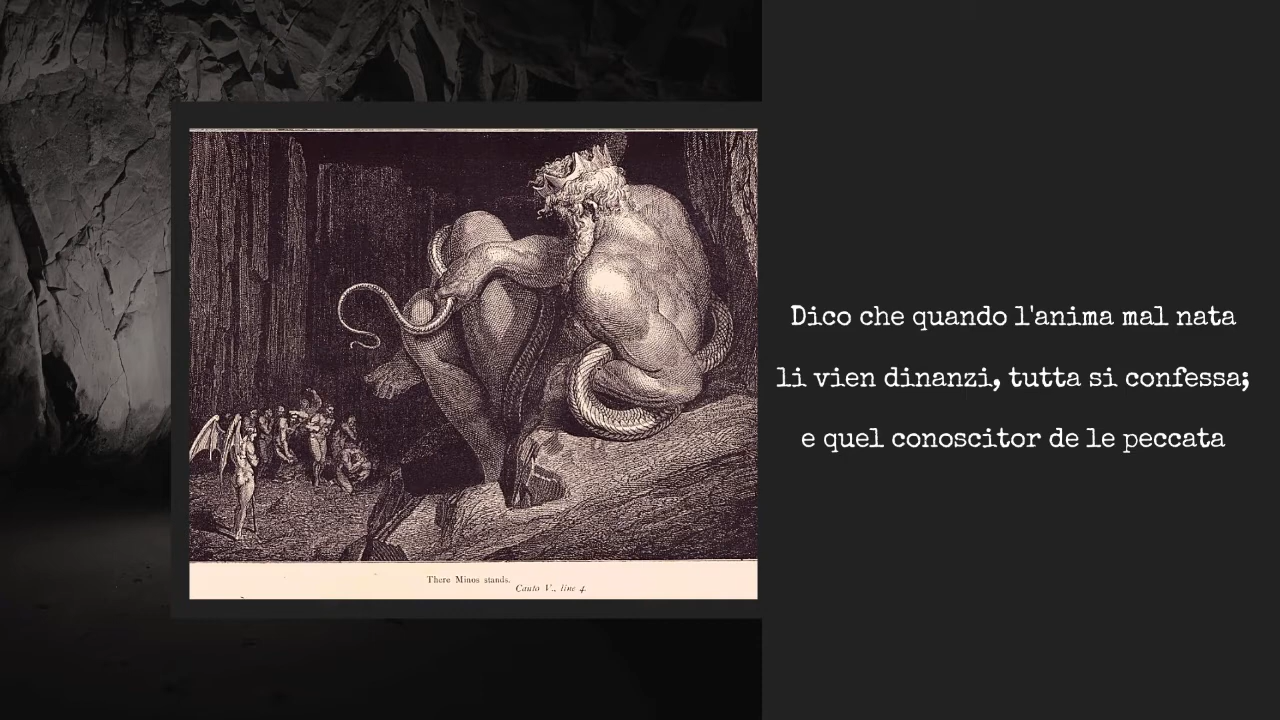 There Minos stands.
Canto V., line 4.
Dico che quando l'anima mal nata
li vien dinanzi, tutta si confessa;
e quel conoscitor de le peccata